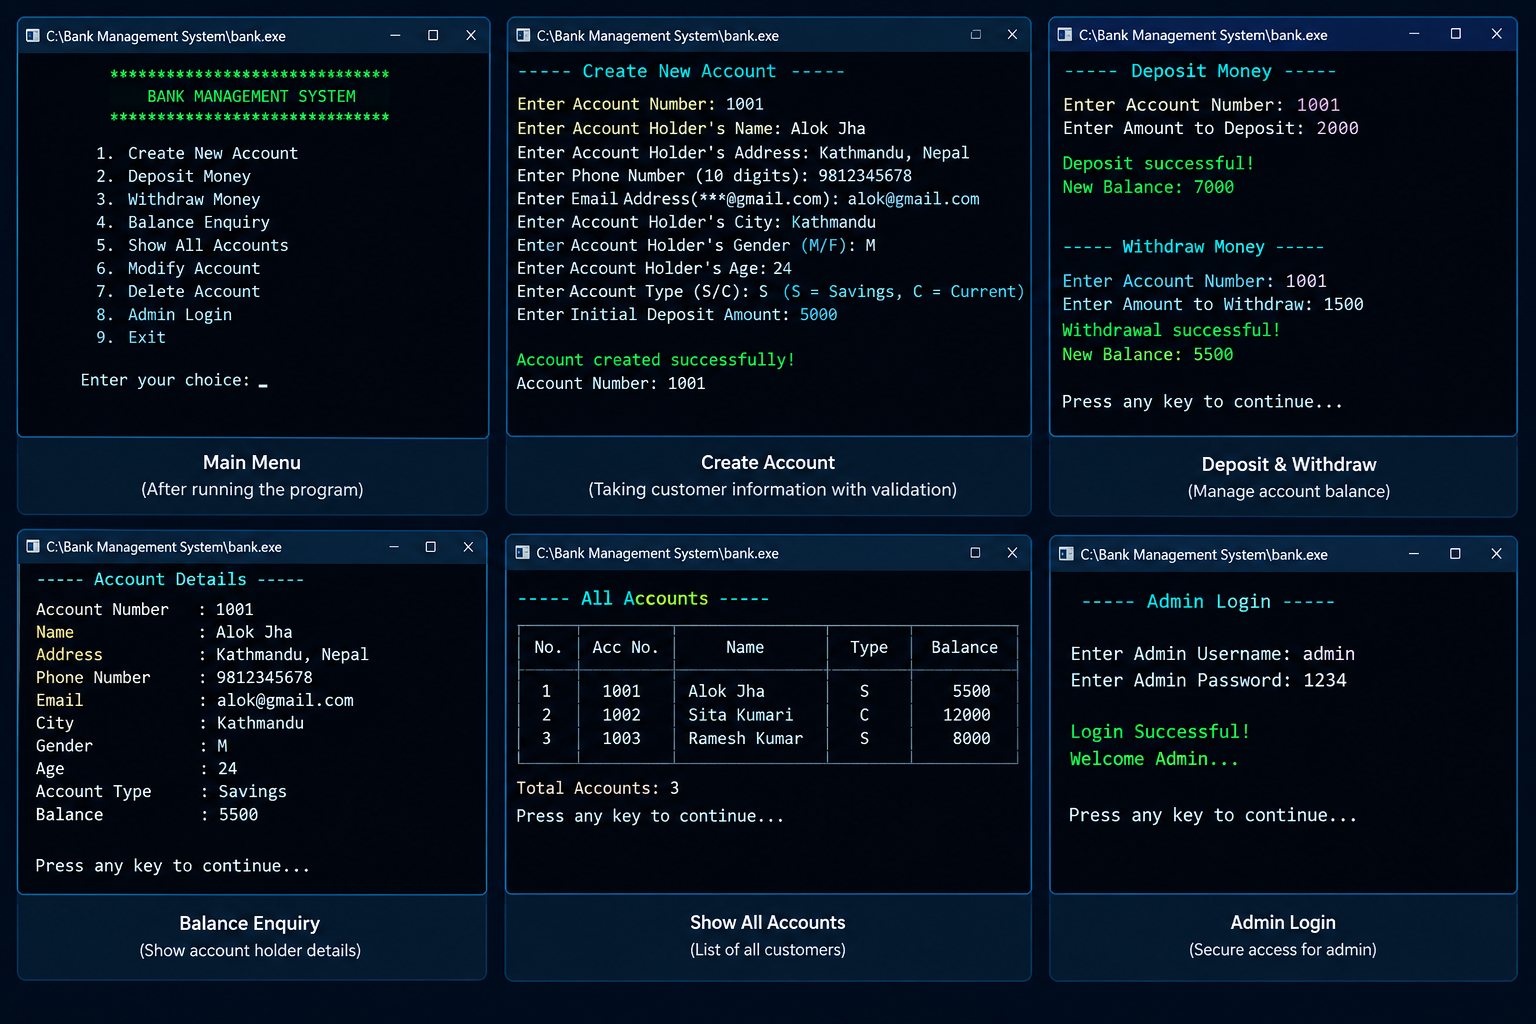 C:\Bank Management System\bank.exe
******************************
BANK MANAGEMENT SYSTEM
******************************
1. Create New Account
2. Deposit Money
3. Withdraw Money
4. Balance Enquiry
5. Show All Accounts
6. Modify Account
7. Delete Account
8. Admin Login
9. Exit
Enter your choice: _
Main Menu
(After running the program)
C:\Bank Management System\bank.exe
----- Create New Account -----
Enter Account Number: 1001
Enter Account Holder's Name: Alok Jha
Enter Account Holder's Address: Kathmandu, Nepal
Enter Phone Number (10 digits): 9812345678
Enter Email Address(***@gmail.com): alok@gmail.com
Enter Account Holder's City: Kathmandu
Enter Account Holder's Gender (M/F): M
Enter Account Holder's Age: 24
Enter Account Type (S/C): S (S = Savings, C = Current)
Enter Initial Deposit Amount: 5000
Account created successfully!
Account Number: 1001
Create Account
(Taking customer information with validation)
C:\Bank Management System\bank.exe
----- Deposit Money -----
Enter Account Number: 1001
Enter Amount to Deposit: 2000
Deposit successful!
New Balance: 7000
----- Withdraw Money -----
Enter Account Number: 1001
Enter Amount to Withdraw: 1500
Withdrawal successful!
New Balance: 5500
Press any key to continue...
Deposit & Withdraw
(Manage account balance)
C:\Bank Management System\bank.exe
----- Account Details -----
Account Number : 1001
Name : Alok Jha
Address : Kathmandu, Nepal
Phone Number : 9812345678
Email : alok@gmail.com
City : Kathmandu
Gender : M
Age : 24
Account Type : Savings
Balance : 5500
Press any key to continue...
Balance Enquiry
(Show account holder details)
C:\Bank Management System\bank.exe
----- All Accounts -----
No. Acc No. Name Type Balance
1 1001 Alok Jha S 5500
2 1002 Sita Kumari C 12000
3 1003 Ramesh Kumar S 8000
Total Accounts: 3
Press any key to continue...
Show All Accounts
(List of all customers)
C:\Bank Management System\bank.exe
----- Admin Login -----
Enter Admin Username: admin
Enter Admin Password: 1234
Login Successful!
Welcome Admin...
Press any key to continue...
Admin Login
(Secure access for admin)